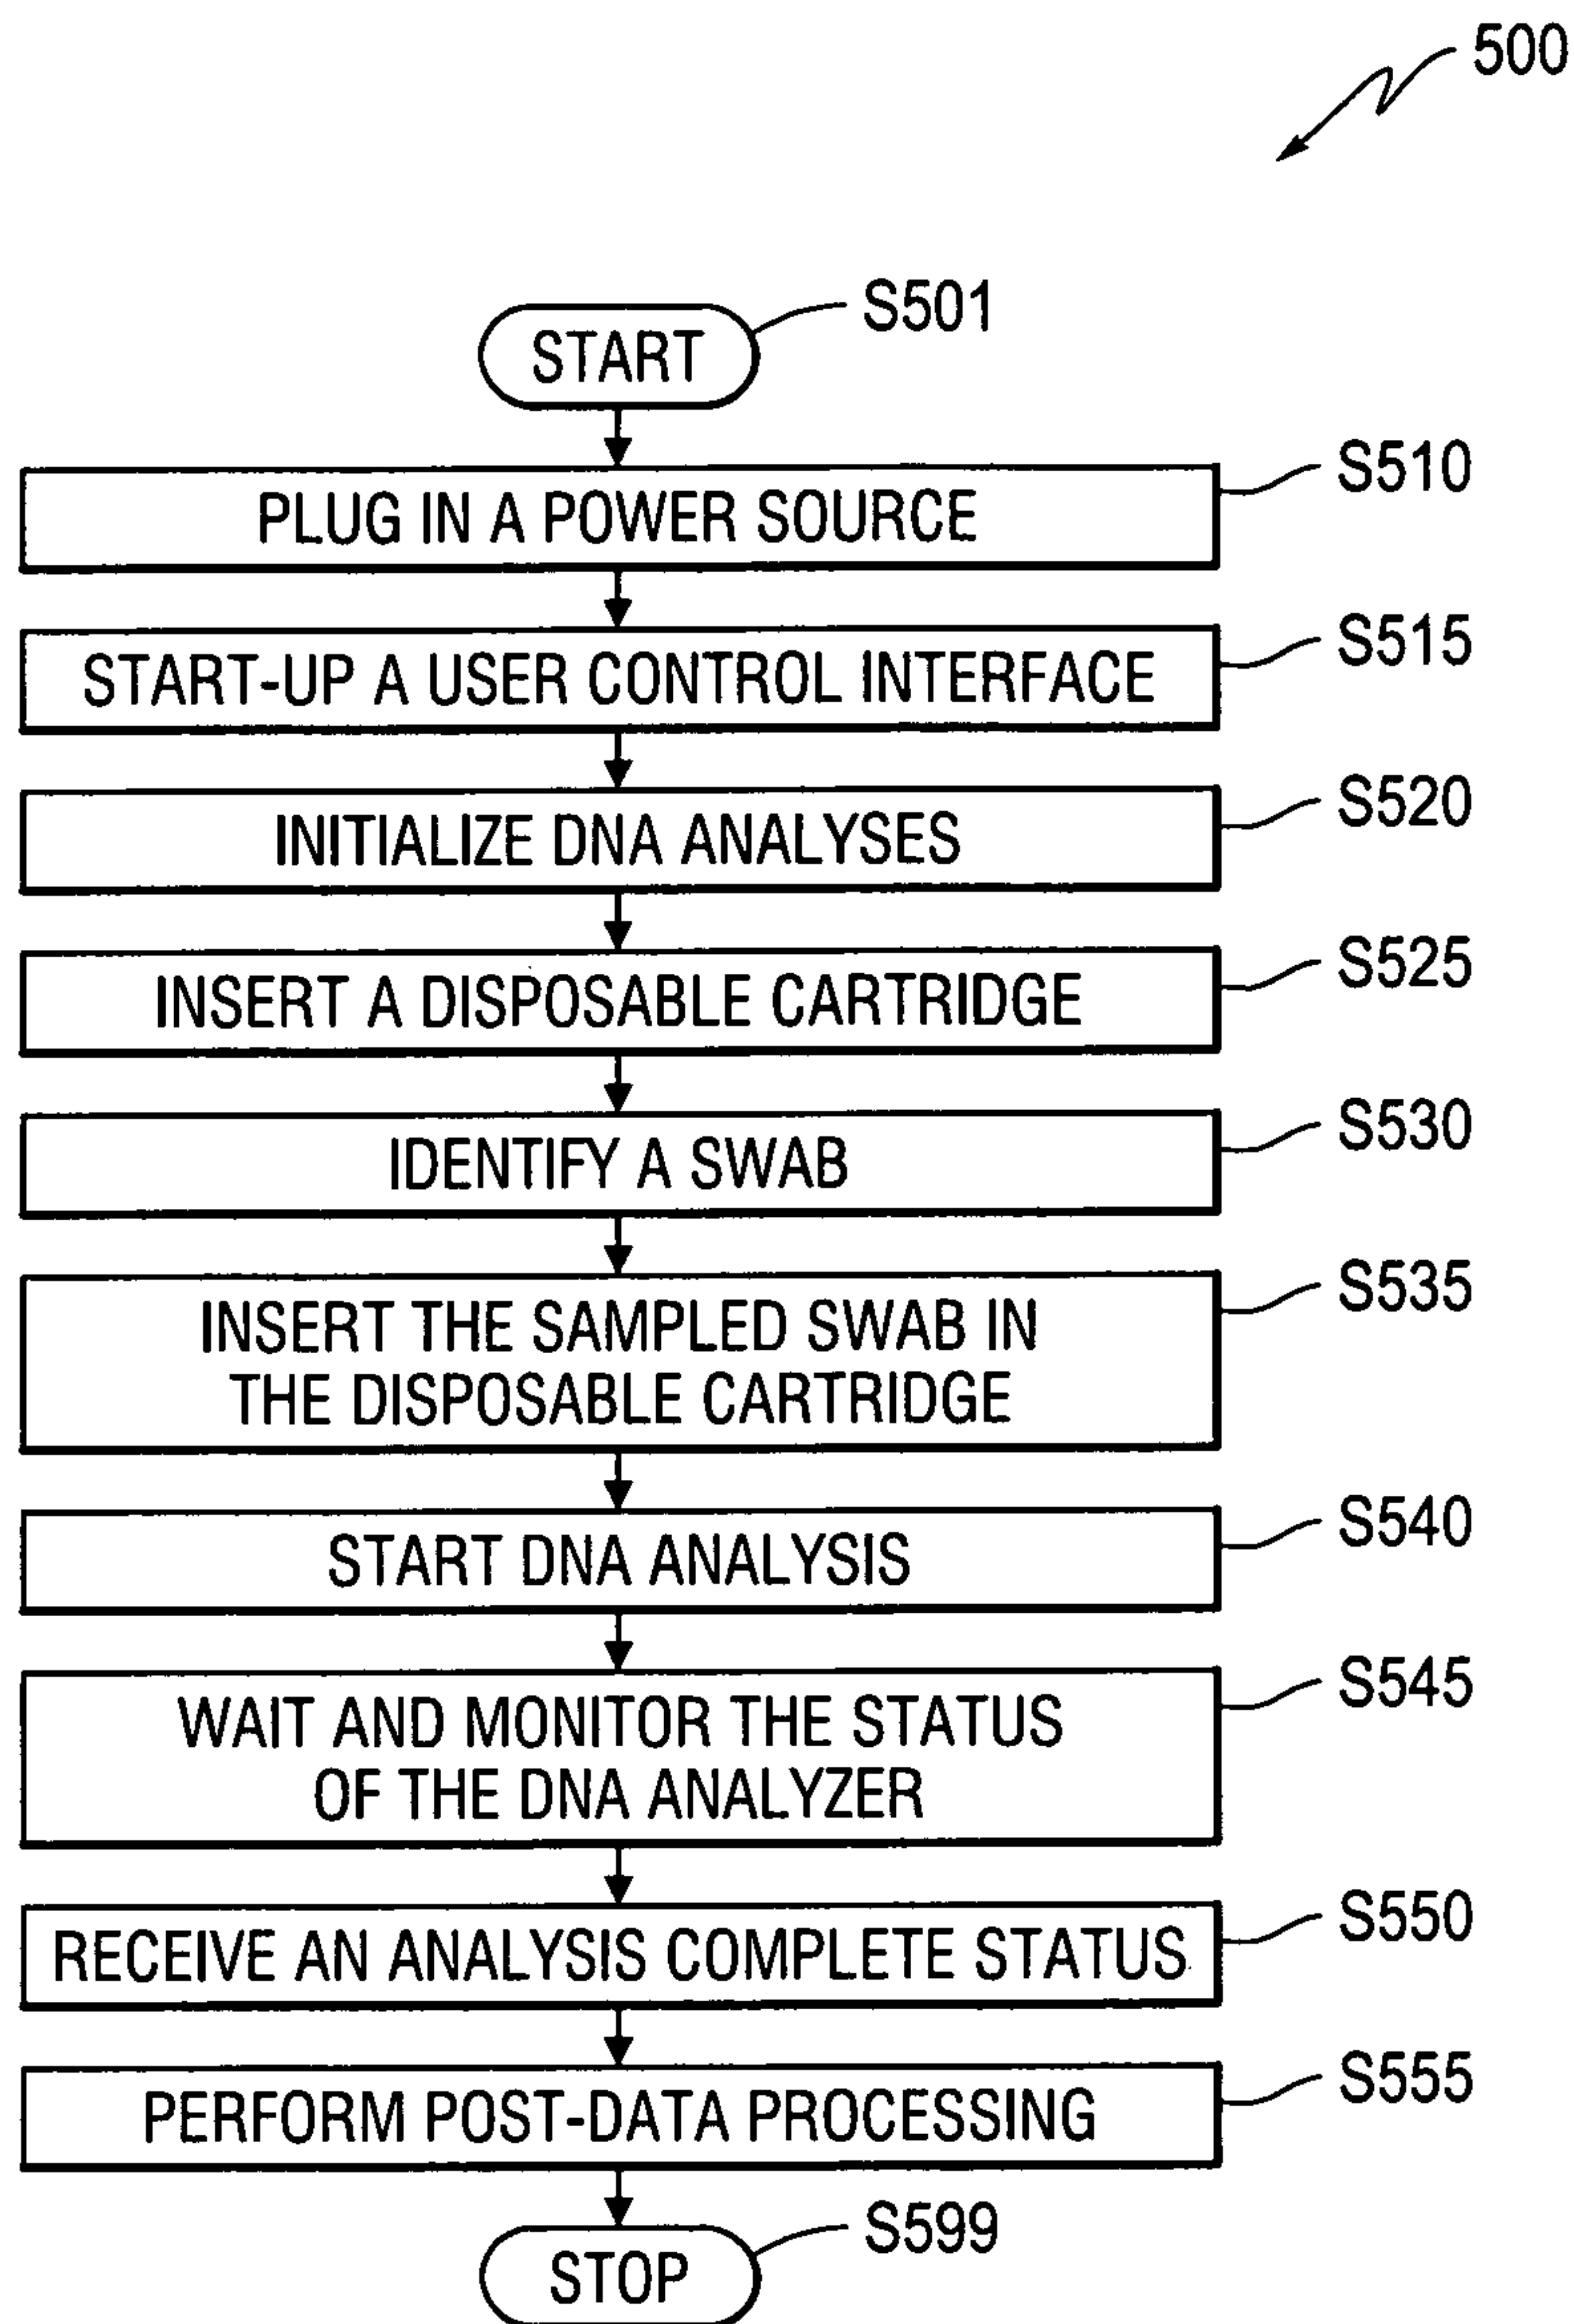 500
START
S501
PLUG IN A POWER SOURCE
S510
START-UP A USER CONTROL INTERFACE
S515
INITIALIZE DNA ANALYSES
S520
INSERT A DISPOSABLE CARTRIDGE
S525
IDENTIFY A SWAB
S530
INSERT THE SAMPLED SWAB IN
THE DISPOSABLE CARTRIDGE
S535
START DNA ANALYSIS
S540
WAIT AND MONITOR THE STATUS
OF THE DNA ANALYZER
S545
RECEIVE AN ANALYSIS COMPLETE STATUS
S550
PERFORM POST-DATA PROCESSING
S555
STOP
S599